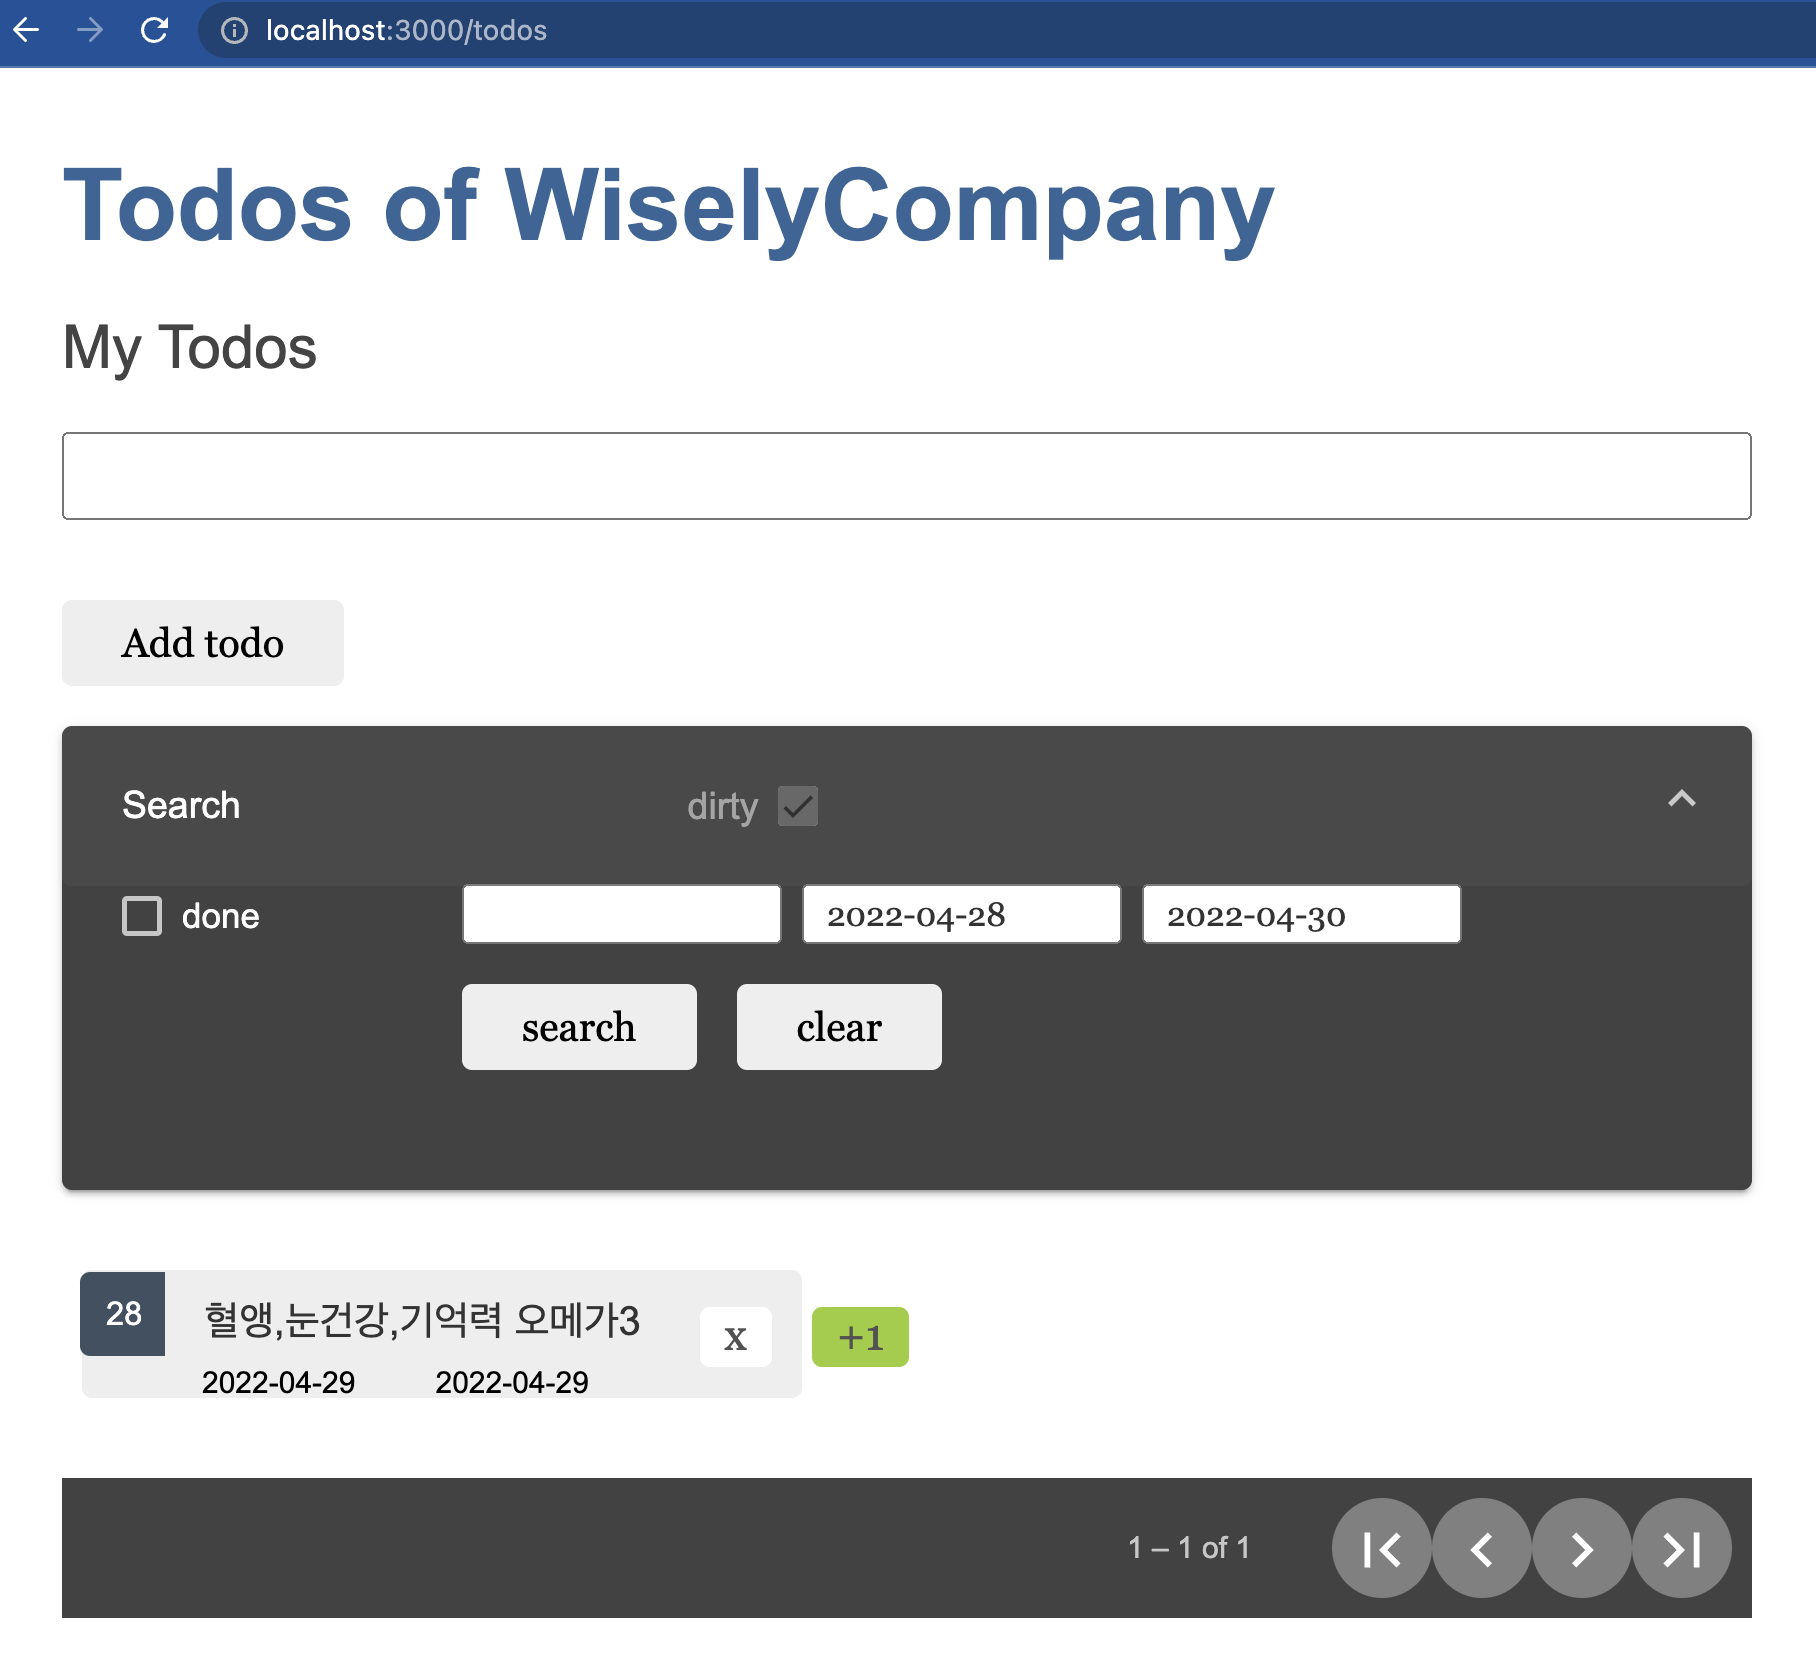 localhost:3000/todos
Todos of WiselyCompany
My Todos
Add todo
Search dirty
done 2022-04-28 2022-04-30
search clear
28 혈행,눈건강,기억력 오메가3 x +1
2022-04-29 2022-04-29
1 – 1 of 1